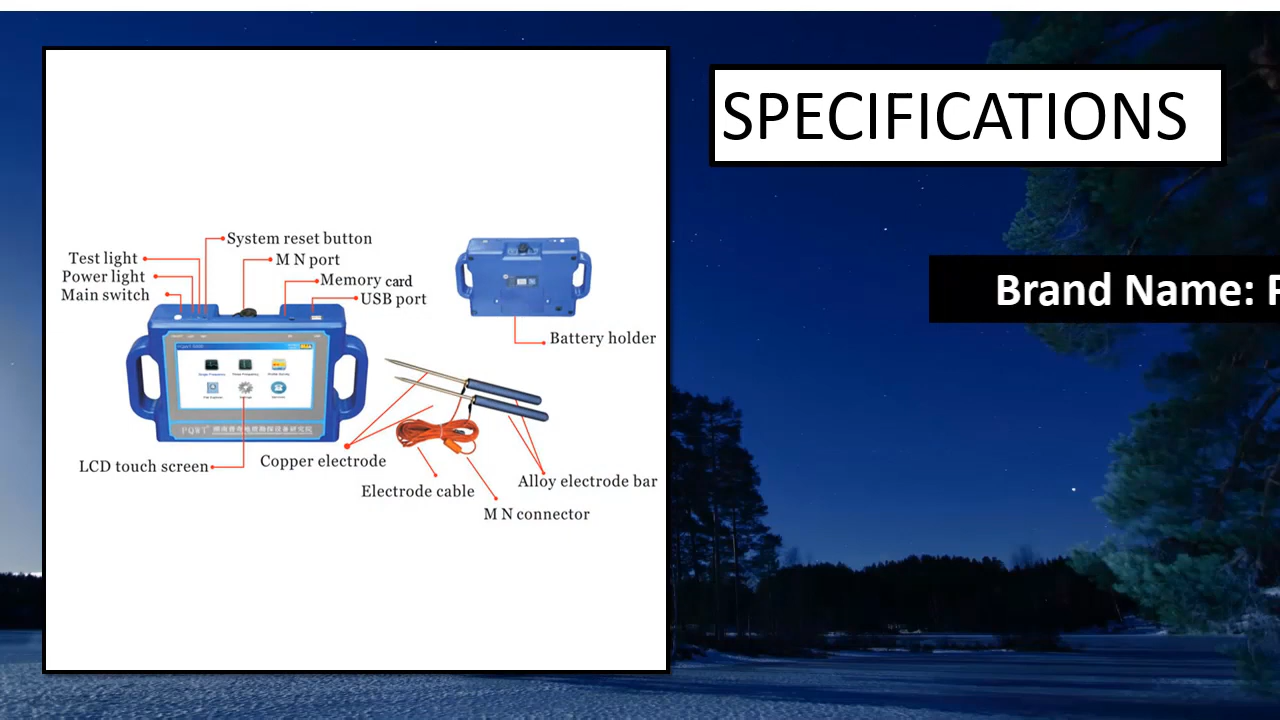 SPECIFICATIONS
Brand Name: P
System reset button
Test light
M N port
Power light
Memory card
Main switch
USB port
Battery holder
PQWT
LCD touch screen
Copper electrode
Electrode cable
Alloy electrode bar
M N connector